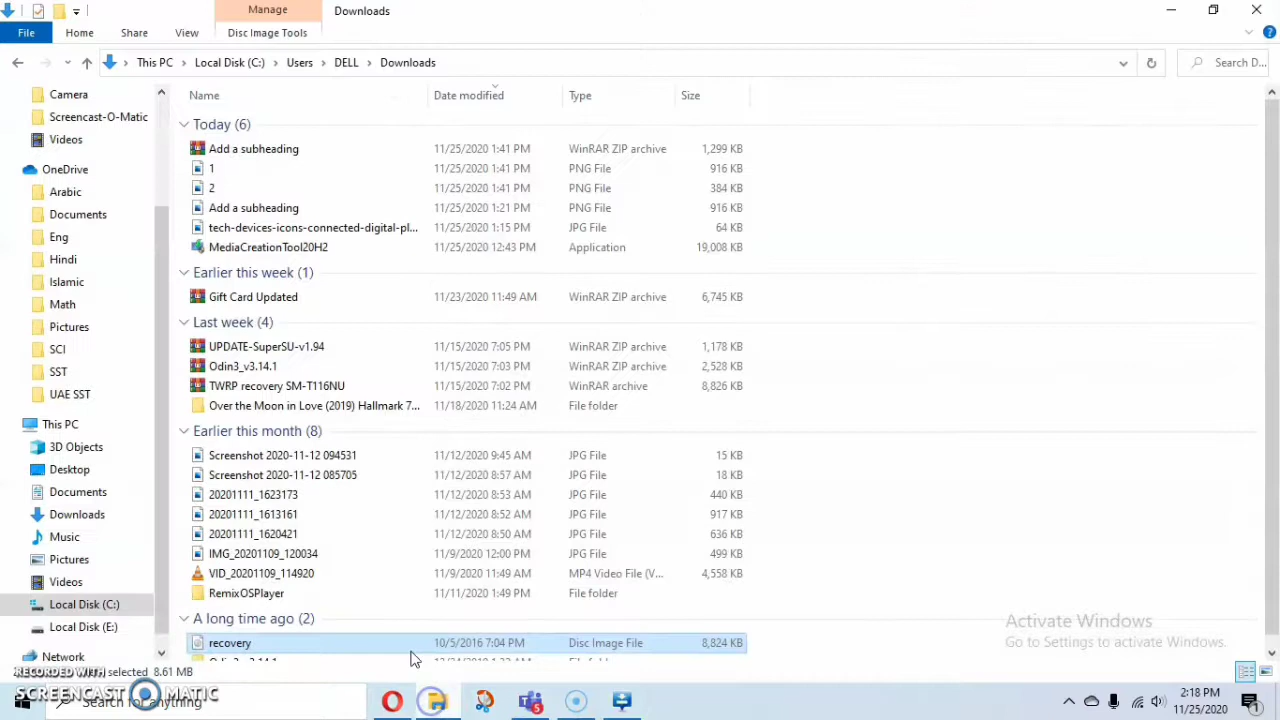 Manage Downloads
File Home Share View Disc Image Tools
This PC Local Disk (C:) Users DELL Downloads Search D...
Name Date modified Type Size
Camera
Screencast-O-Matic
Videos
OneDrive
Arabic
Documents
Eng
Hindi
Islamic
Math
Pictures
SCI
SST
UAE SST
This PC
3D Objects
Desktop
Documents
Downloads
Music
Pictures
Videos
Local Disk (C:)
Local Disk (E:)
Network
Today (6)
Add a subheading 11/25/2020 1:41 PM WinRAR ZIP archive 1,299 KB
1 11/25/2020 1:41 PM PNG File 916 KB
2 11/25/2020 1:41 PM PNG File 384 KB
Add a subheading 11/25/2020 1:21 PM PNG File 916 KB
tech-devices-icons-connected-digital-pl... 11/25/2020 1:15 PM JPG File 64 KB
MediaCreationTool20H2 11/25/2020 12:43 PM Application 19,008 KB
Earlier this week (1)
Gift Card Updated 11/23/2020 11:49 AM WinRAR ZIP archive 6,745 KB
Last week (4)
UPDATE-SuperSU-v1.94 11/15/2020 7:05 PM WinRAR ZIP archive 1,178 KB
Odin3_v3.14.1 11/15/2020 7:03 PM WinRAR ZIP archive 2,528 KB
TWRP recovery SM-T116NU 11/15/2020 7:02 PM WinRAR archive 8,826 KB
Over the Moon in Love (2019) Hallmark 7... 11/18/2020 11:24 AM File folder
Earlier this month (8)
Screenshot 2020-11-12 094531 11/12/2020 9:45 AM JPG File 15 KB
Screenshot 2020-11-12 085705 11/12/2020 8:57 AM JPG File 18 KB
20201111_1623173 11/12/2020 8:53 AM JPG File 440 KB
20201111_1613161 11/12/2020 8:52 AM JPG File 917 KB
20201111_1620421 11/12/2020 8:50 AM JPG File 636 KB
IMG_20201109_120034 11/9/2020 12:00 PM JPG File 499 KB
VID_20201109_114920 11/9/2020 11:49 AM MP4 Video File (V... 4,558 KB
RemixOSPlayer 11/11/2020 1:49 PM File folder
A long time ago (2)
recovery 10/5/2016 7:04 PM Disc Image File 8,824 KB
Activate Windows
Go to Settings to activate Windows.
selected 8.61 MB
RECORDED WITH
SCREENCAST MATIC
Search for anything
2:18 PM
11/25/2020